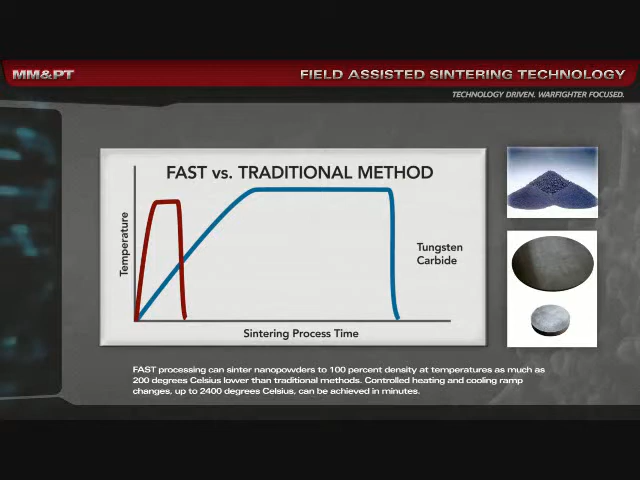 MM&PT
FIELD ASSISTED SINTERING TECHNOLOGY
TECHNOLOGY DRIVEN. WARFIGHTER FOCUSED.
FAST vs. TRADITIONAL METHOD
Temperature
Tungsten
Carbide
Sintering Process Time
FAST processing can sinter nanopowders to 100 percent density at temperatures as much as
200 degrees Celsius lower than traditional methods. Controlled heating and cooling ramp
changes, up to 2400 degrees Celsius, can be achieved in minutes.